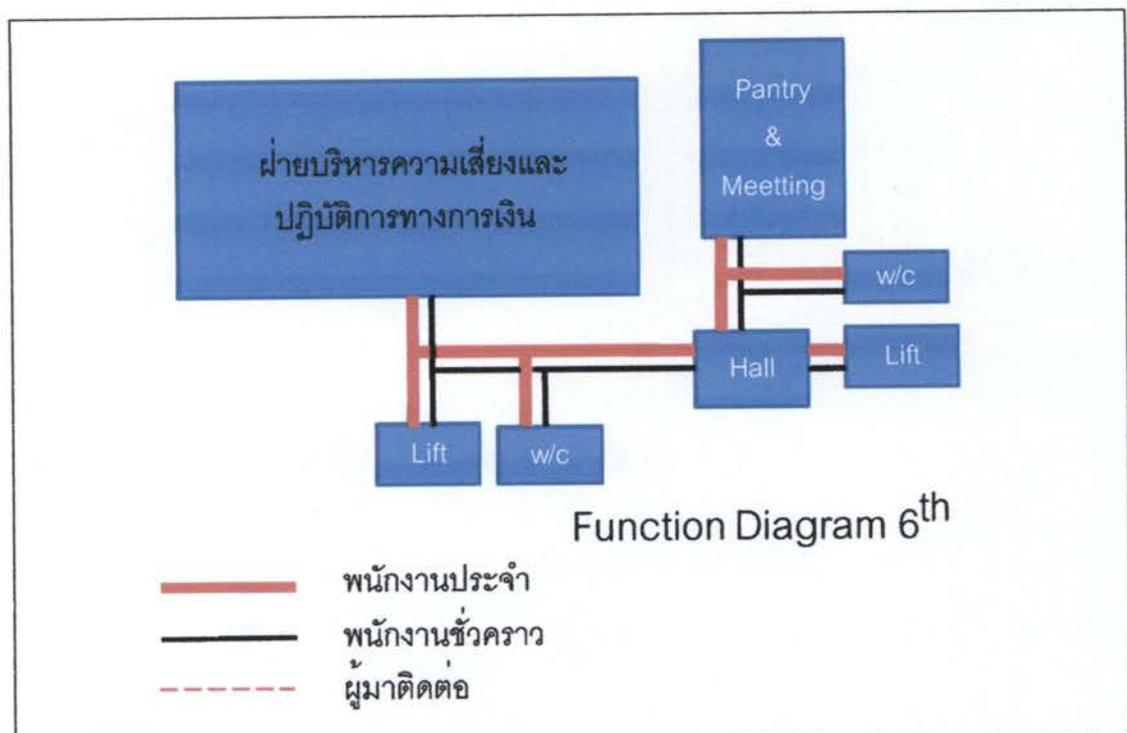 ฝ่ายบริหารความเสี่ยงและ
ปฏิบัติการทางการเงิน
Pantry
&
Meetting
w/c
Hall
Lift
Lift
w/c
Function Diagram 6th
พนักงานประจำ
พนักงานชั่วคราว
ผู้มาติดต่อ